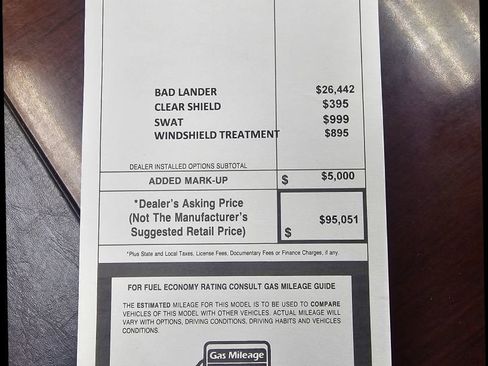 BAD LANDER $26,442
CLEAR SHIELD $395
SWAT $999
WINDSHIELD TREATMENT $895
DEALER INSTALLED OPTIONS SUBTOTAL
ADDED MARK-UP $ $5,000
*Dealer's Asking Price
(Not The Manufacturer's
Suggested Retail Price) $ $95,051
*Plus State and Local Taxes, License Fees, Documentary Fees or Finance Charges, if any.
FOR FUEL ECONOMY RATING CONSULT GAS MILEAGE GUIDE
THE ESTIMATED MILEAGE FOR THIS MODEL IS TO BE USED TO COMPARE
VEHICLES OF THIS MODEL WITH OTHER VEHICLES. ACTUAL MILEAGE WILL
VARY WITH OPTIONS, DRIVING CONDITIONS, DRIVING HABITS AND VEHICLES
CONDITIONS.
Gas Mileage